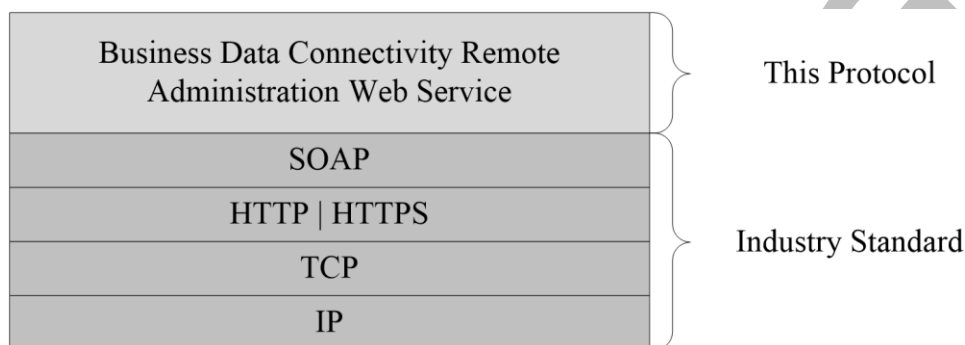 Business Data Connectivity Remote
Administration Web Service
This Protocol
SOAP
HTTP | HTTPS
TCP
IP
Industry Standard